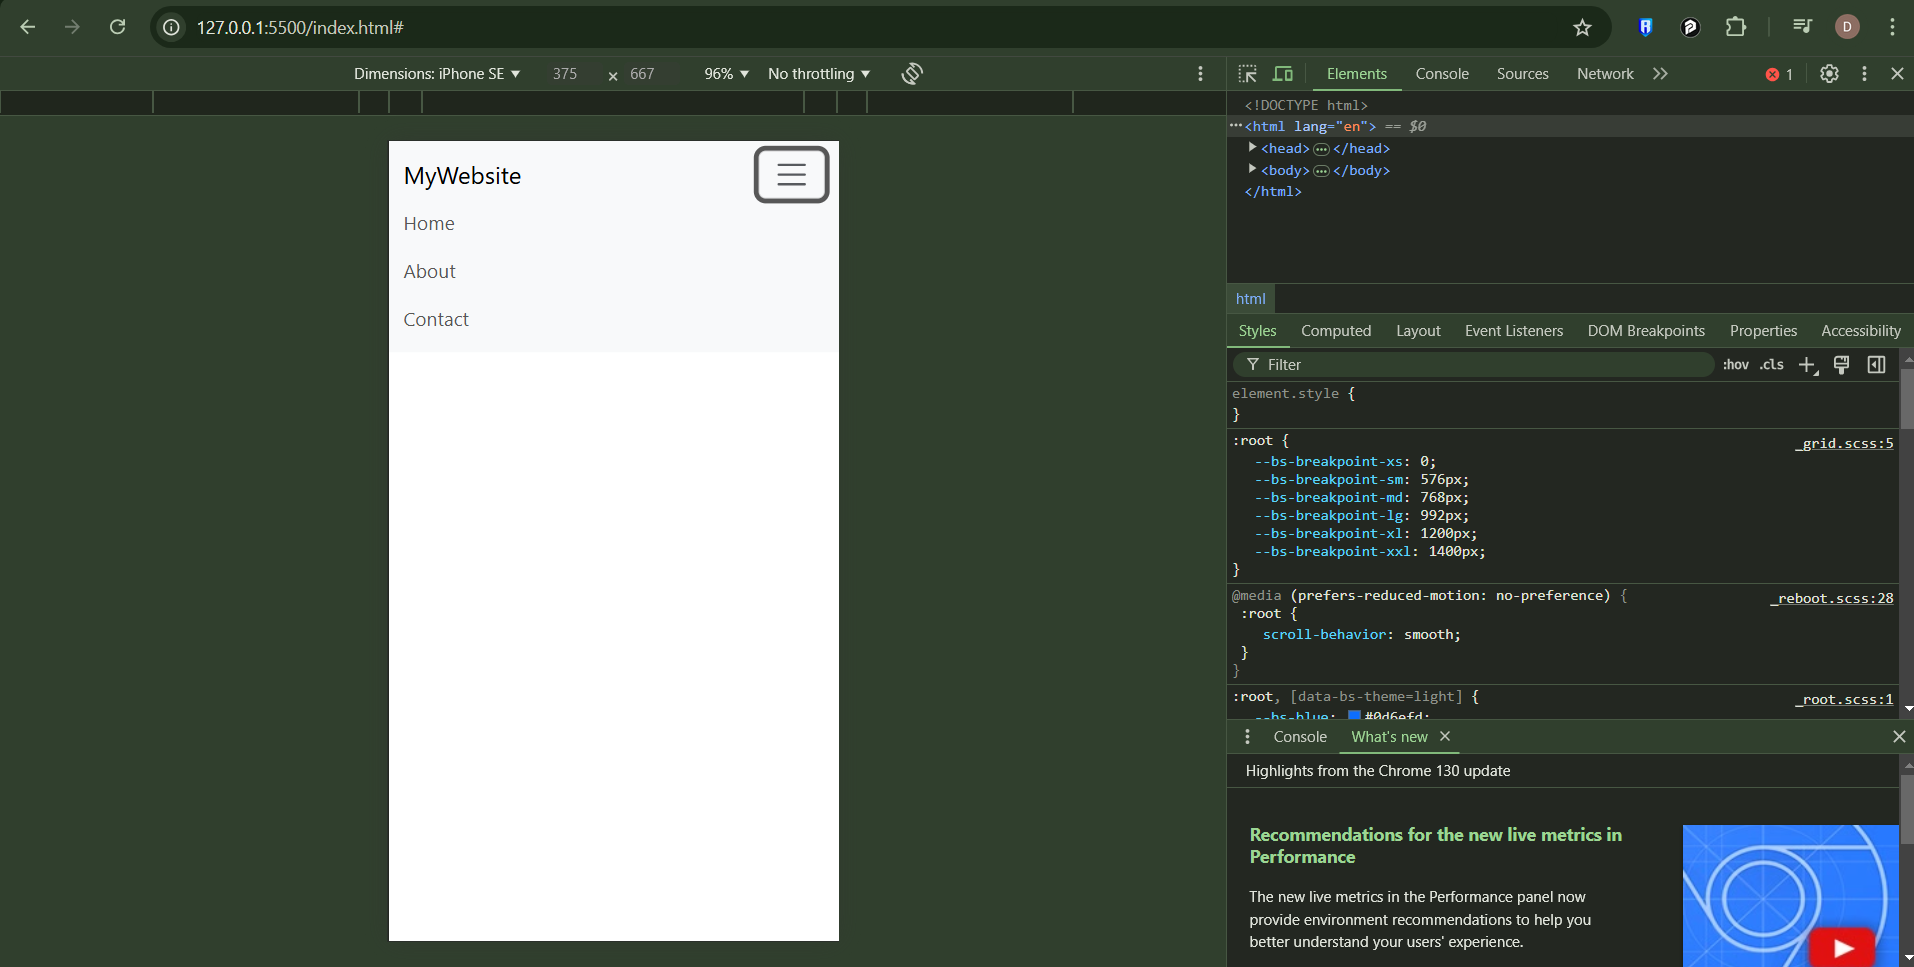 127.0.0.1:5500/index.html#
D
Dimensions: iPhone SE ▼ 375 × 667 96% ▼ No throttling ▼
MyWebsite
Home
About
Contact
Elements Console Sources Network 1
<!DOCTYPE html>
<html lang="en"> == $0
<head> </head>
<body> </body>
</html>
html
Styles Computed Layout Event Listeners DOM Breakpoints Properties Accessibility
Filter :hov .cls
element.style {
}
:root { _grid.scss:5
--bs-breakpoint-xs: 0;
--bs-breakpoint-sm: 576px;
--bs-breakpoint-md: 768px;
--bs-breakpoint-lg: 992px;
--bs-breakpoint-xl: 1200px;
--bs-breakpoint-xxl: 1400px;
}
@media (prefers-reduced-motion: no-preference) { _reboot.scss:28
:root {
scroll-behavior: smooth;
}
}
:root, [data-bs-theme=light] { _root.scss:1
--bs-blue: #0d6efd;
Console What's new
Highlights from the Chrome 130 update
Recommendations for the new live metrics in
Performance
The new live metrics in the Performance panel now
provide environment recommendations to help you
better understand your users' experience.